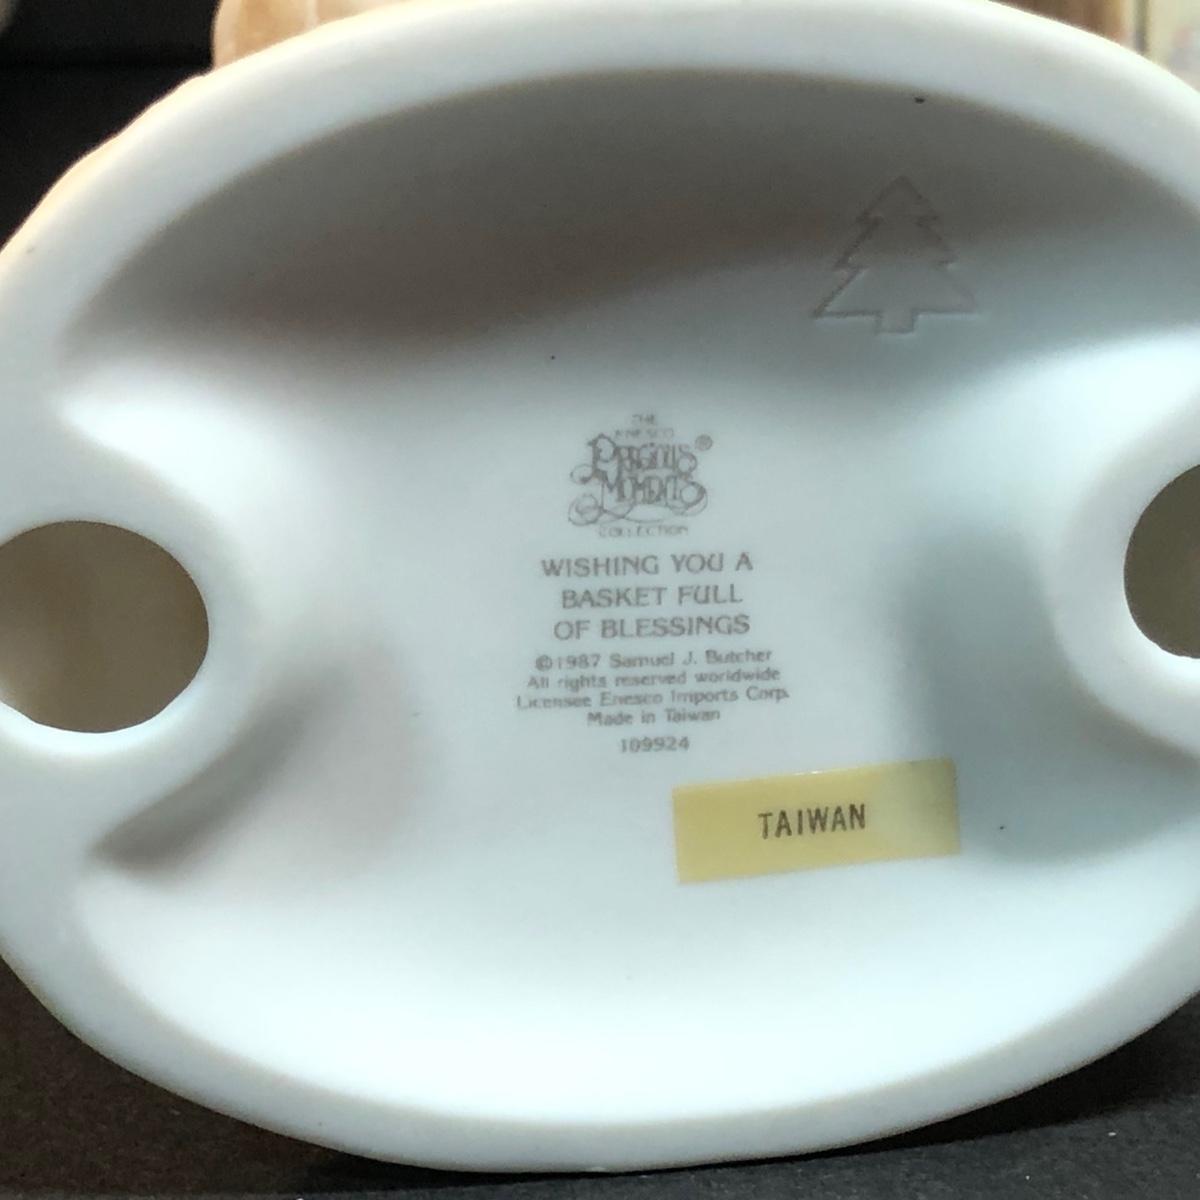 THE
ENESCO
PRECIOUS ®
MOMENTS
COLLECTION
WISHING YOU A
BASKET FULL
OF BLESSINGS
©1987 Samuel J. Butcher
All rights reserved worldwide
Licensee Enesco Imports Corp.
Made in Taiwan
109924
TAIWAN